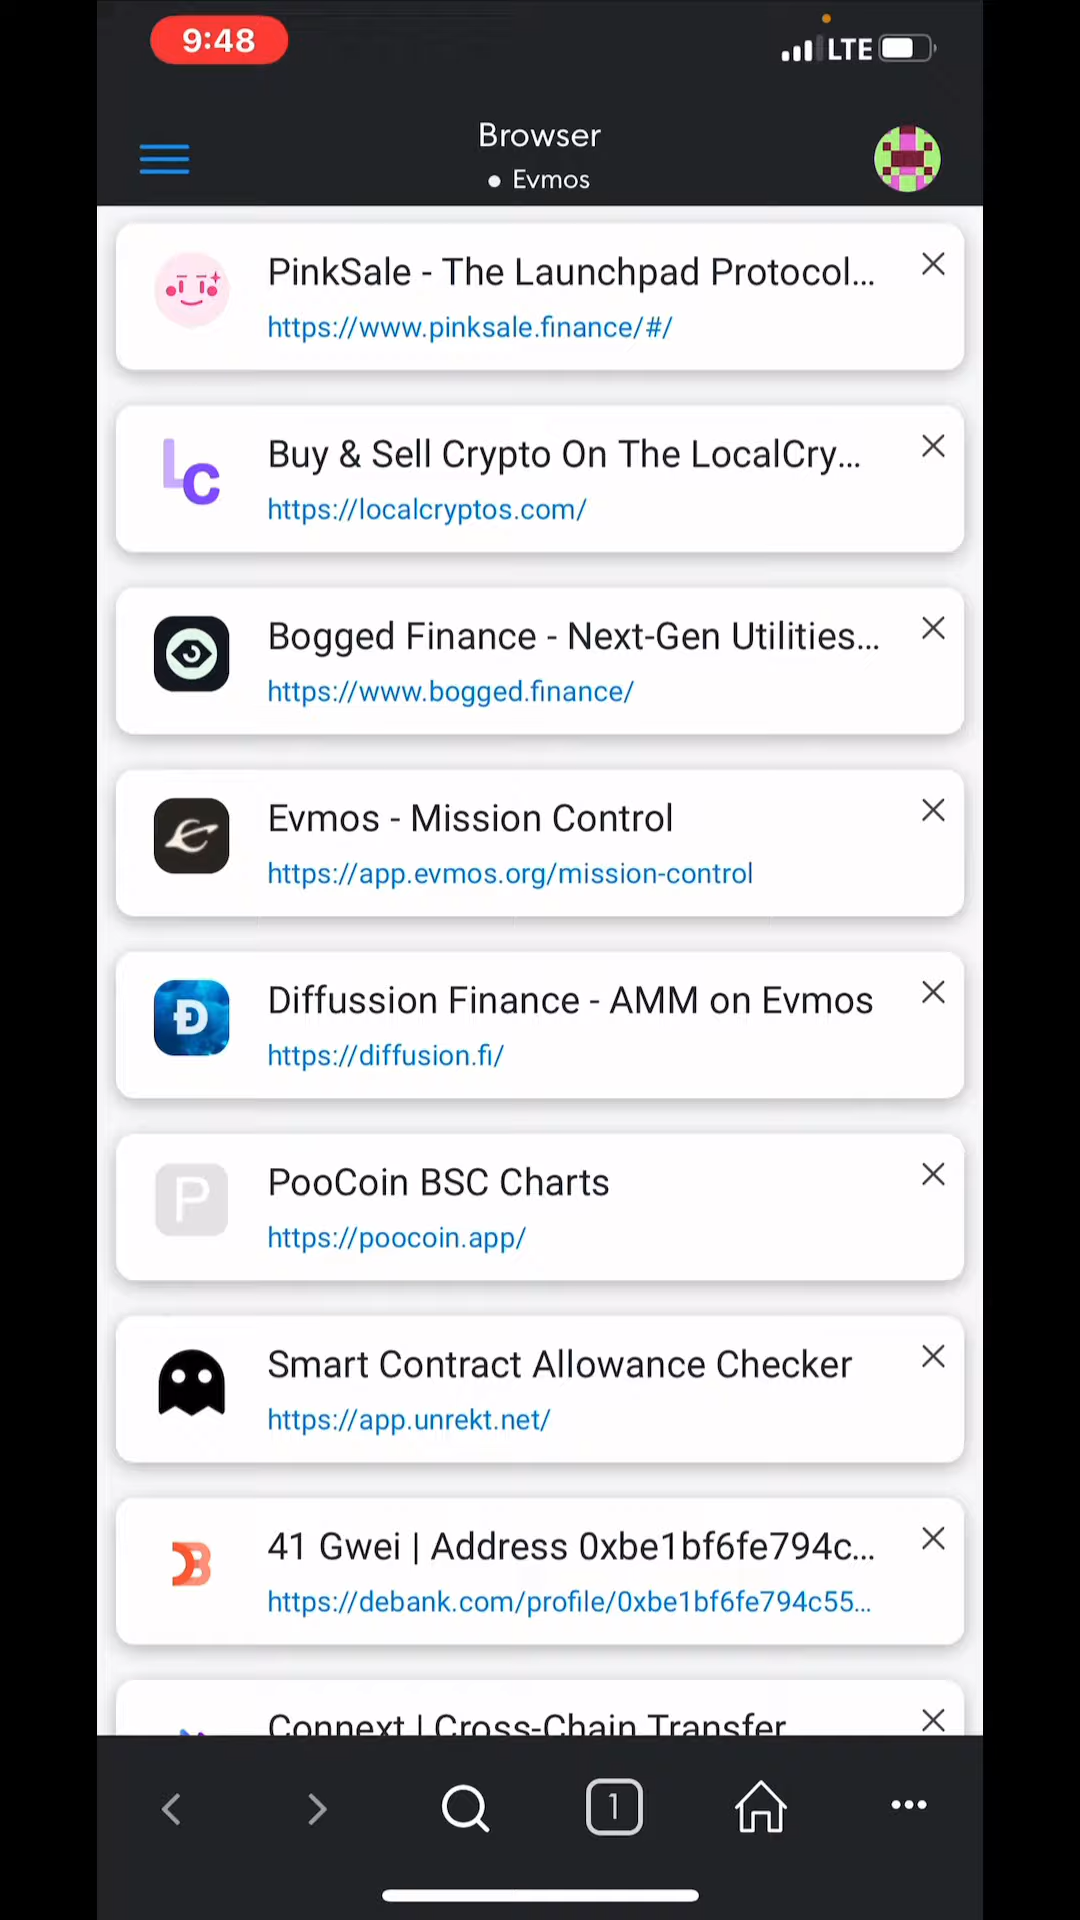 9:48
LTE
Browser
Evmos
PinkSale - The Launchpad Protocol...
https://www.pinksale.finance/#/
LC
Buy & Sell Crypto On The LocalCry...
https://localcryptos.com/
Bogged Finance - Next-Gen Utilities...
https://www.bogged.finance/
Evmos - Mission Control
https://app.evmos.org/mission-control
Diffussion Finance - AMM on Evmos
https://diffusion.fi/
P
PooCoin BSC Charts
https://poocoin.app/
Smart Contract Allowance Checker
https://app.unrekt.net/
41 Gwei | Address 0xbe1bf6fe794c...
https://debank.com/profile/0xbe1bf6fe794c55...
Connext | Cross-Chain Transfer
1